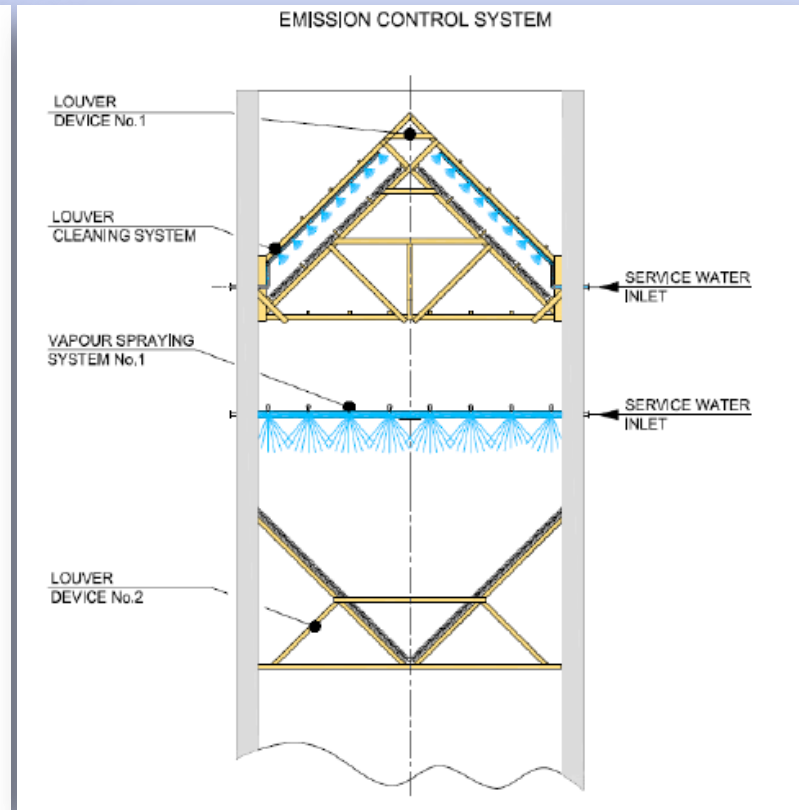 EMISSION CONTROL SYSTEM
LOUVER
DEVICE No.1
LOUVER
CLEANING SYSTEM
SERVICE WATER
INLET
VAPOUR SPRAYING
SYSTEM No.1
SERVICE WATER
INLET
LOUVER
DEVICE No.2